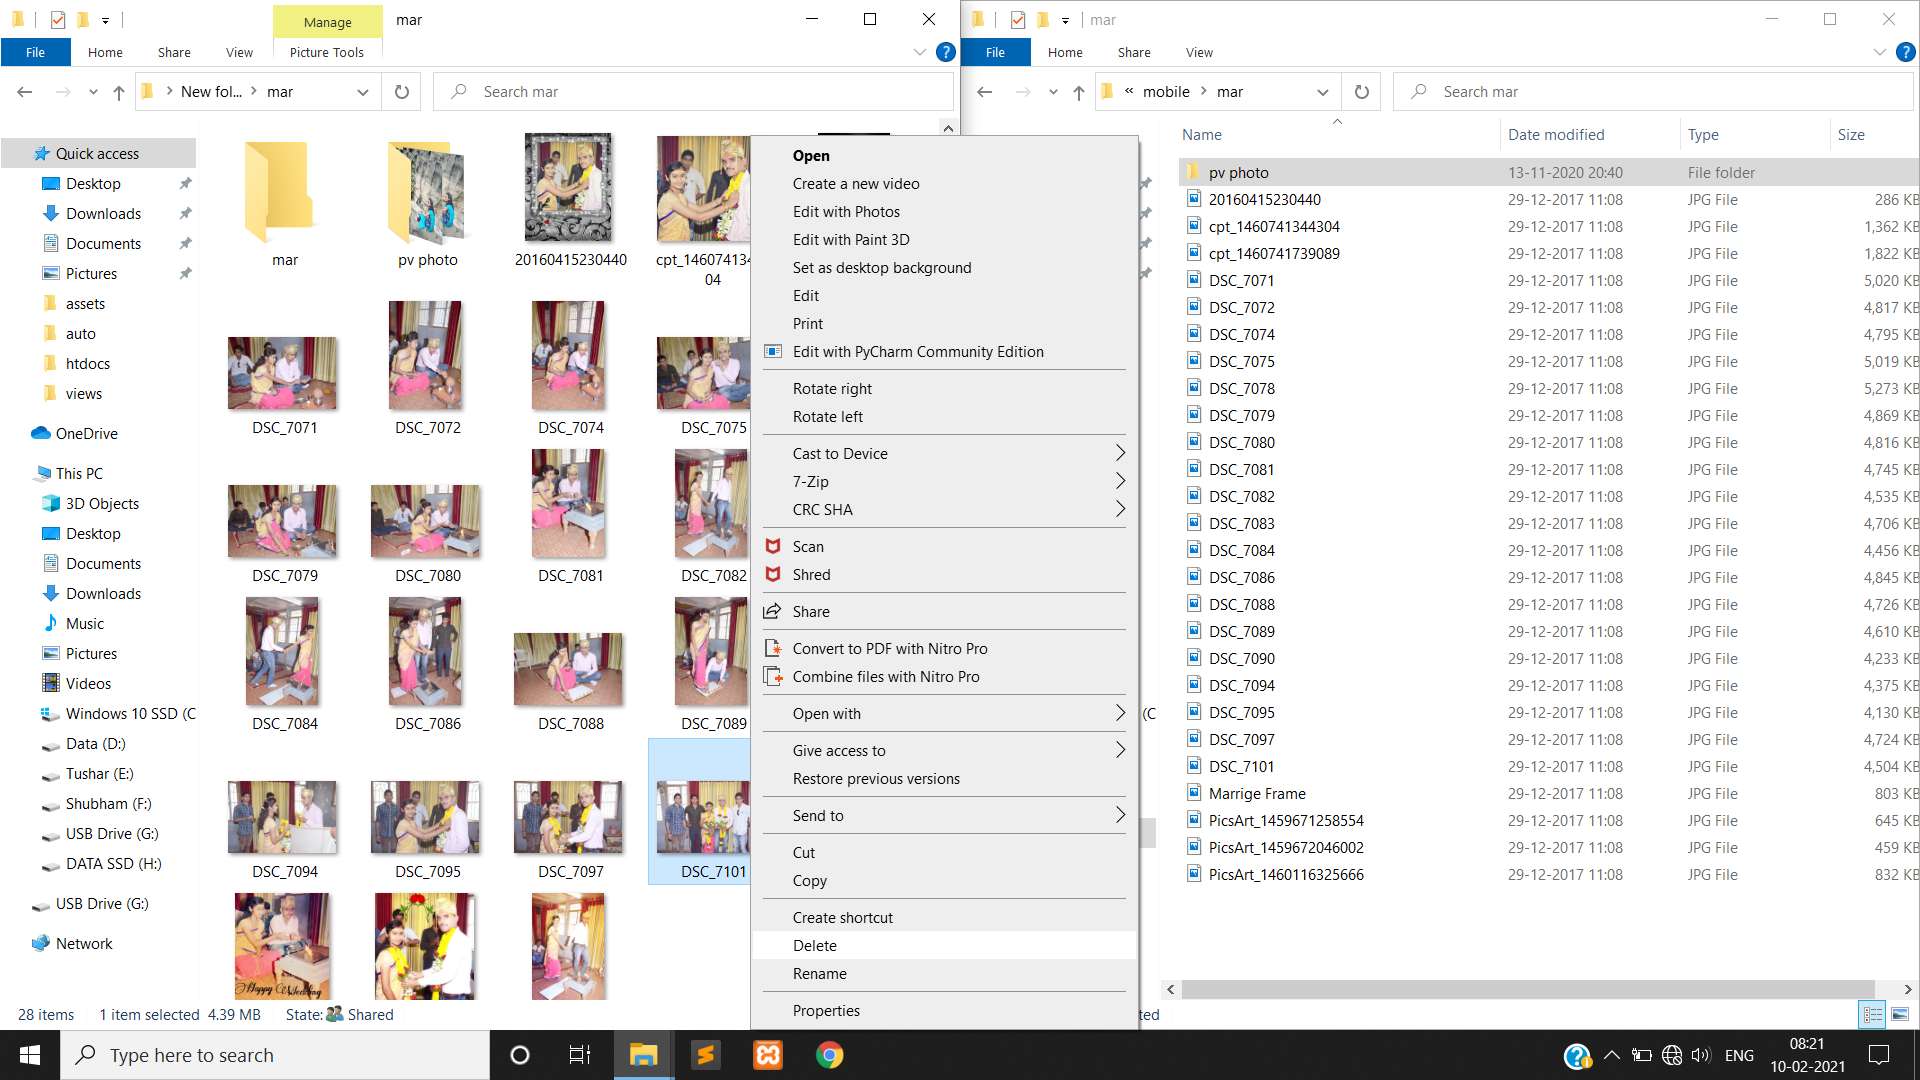 Manage
mar
File
Home
Share
View
Picture Tools
?
New fol...
mar
Search mar
Quick access
Desktop
Downloads
Documents
Pictures
assets
auto
htdocs
views
OneDrive
This PC
3D Objects
Desktop
Documents
Downloads
Music
Pictures
Videos
Windows 10 SSD (C
Data (D:)
Tushar (E:)
Shubham (F:)
USB Drive (G:)
DATA SSD (H:)
USB Drive (G:)
Network
mar
pv photo
20160415230440
cpt_14607413
04
DSC_7071
DSC_7072
DSC_7074
DSC_7075
DSC_7079
DSC_7080
DSC_7081
DSC_7082
DSC_7084
DSC_7086
DSC_7088
DSC_7089
DSC_7094
DSC_7095
DSC_7097
DSC_7101
Happy Wedding
28 items
1 item selected 4.39 MB
State: Shared
Open
Create a new video
Edit with Photos
Edit with Paint 3D
Set as desktop background
Edit
Print
Edit with PyCharm Community Edition
Rotate right
Rotate left
Cast to Device
7-Zip
CRC SHA
Scan
Shred
Share
Convert to PDF with Nitro Pro
Combine files with Nitro Pro
Open with
Give access to
Restore previous versions
Send to
Cut
Copy
Create shortcut
Delete
Rename
Properties
mar
File
Home
Share
View
?
« mobile
mar
Search mar
Name Date modified Type Size
pv photo 13-11-2020 20:40 File folder
20160415230440 29-12-2017 11:08 JPG File 286 KB
cpt_1460741344304 29-12-2017 11:08 JPG File 1,362 KB
cpt_1460741739089 29-12-2017 11:08 JPG File 1,822 KB
DSC_7071 29-12-2017 11:08 JPG File 5,020 KB
DSC_7072 29-12-2017 11:08 JPG File 4,817 KB
DSC_7074 29-12-2017 11:08 JPG File 4,795 KB
DSC_7075 29-12-2017 11:08 JPG File 5,019 KB
DSC_7078 29-12-2017 11:08 JPG File 5,273 KB
DSC_7079 29-12-2017 11:08 JPG File 4,869 KB
DSC_7080 29-12-2017 11:08 JPG File 4,816 KB
DSC_7081 29-12-2017 11:08 JPG File 4,745 KB
DSC_7082 29-12-2017 11:08 JPG File 4,535 KB
DSC_7083 29-12-2017 11:08 JPG File 4,706 KB
DSC_7084 29-12-2017 11:08 JPG File 4,456 KB
DSC_7086 29-12-2017 11:08 JPG File 4,845 KB
DSC_7088 29-12-2017 11:08 JPG File 4,726 KB
DSC_7089 29-12-2017 11:08 JPG File 4,610 KB
DSC_7090 29-12-2017 11:08 JPG File 4,233 KB
DSC_7094 29-12-2017 11:08 JPG File 4,375 KB
DSC_7095 29-12-2017 11:08 JPG File 4,130 KB
DSC_7097 29-12-2017 11:08 JPG File 4,724 KB
DSC_7101 29-12-2017 11:08 JPG File 4,504 KB
Marrige Frame 29-12-2017 11:08 JPG File 803 KB
PicsArt_1459671258554 29-12-2017 11:08 JPG File 645 KB
PicsArt_1459672046002 29-12-2017 11:08 JPG File 459 KB
PicsArt_1460116325666 29-12-2017 11:08 JPG File 832 KB
(C
ted
Type here to search
ENG
08:21
10-02-2021